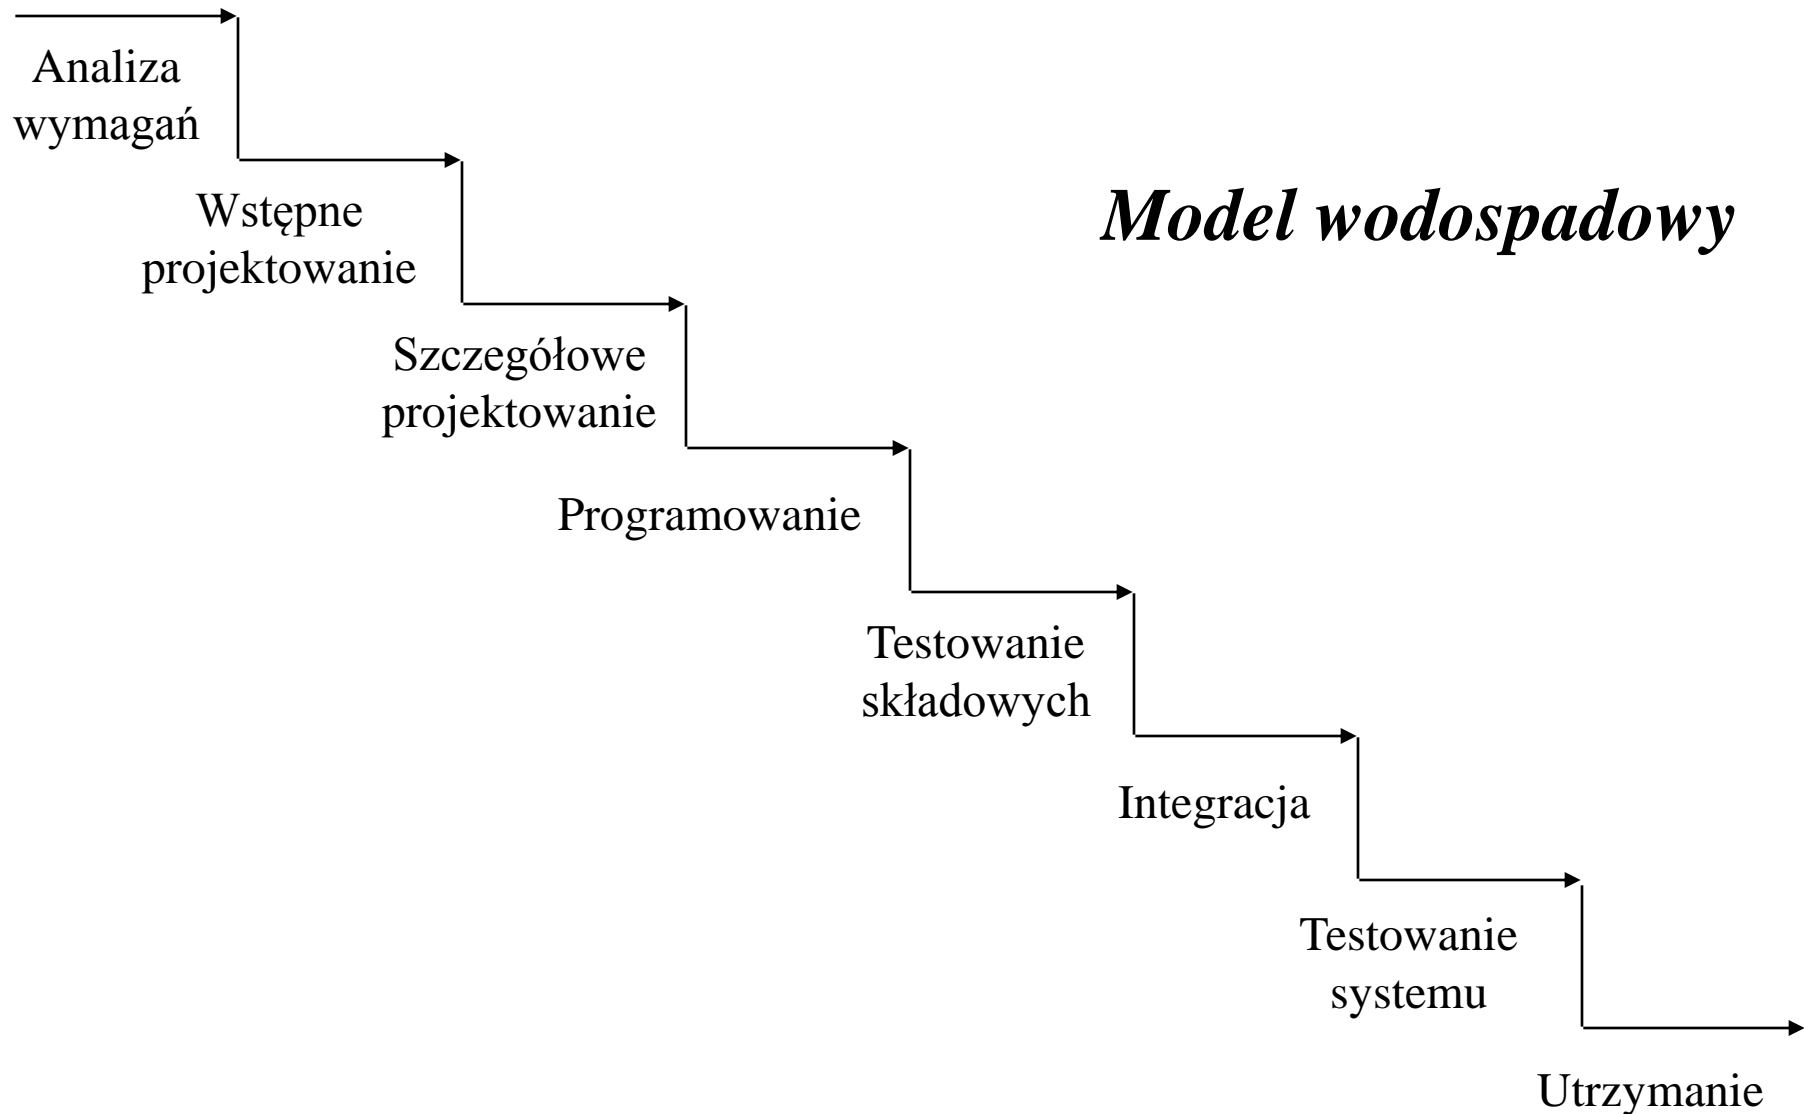 Analiza
wymagań
Wstępne
projektowanie
Model wodospadowy
Szczegółowe
projektowanie
Programowanie
Testowanie
składowych
Integracja
Testowanie
systemu
Utrzymanie